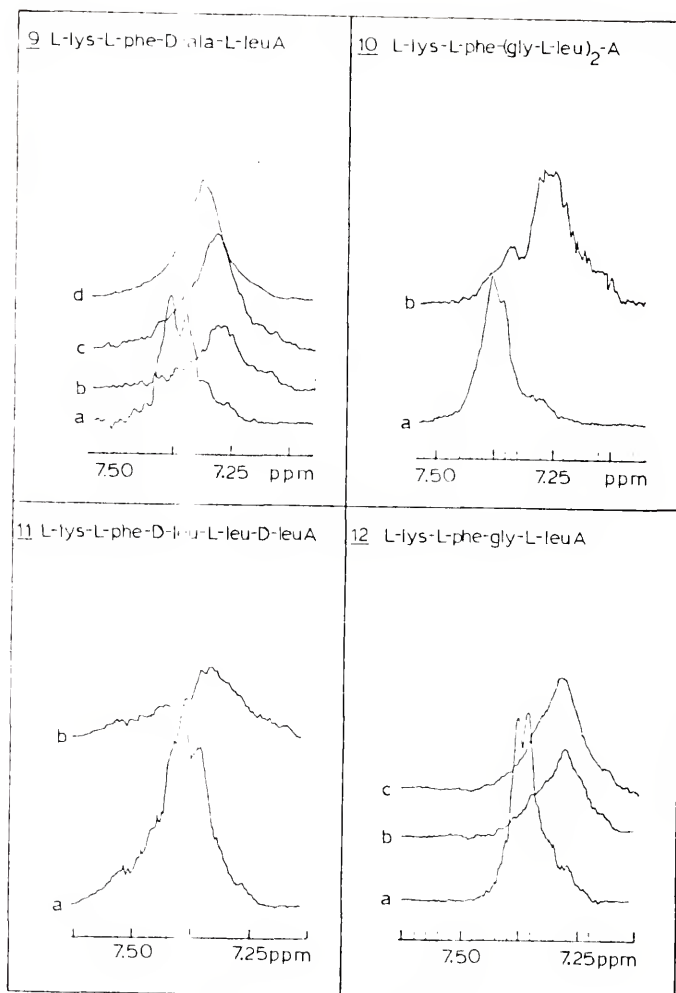 9 L-lys-L-phe-D-ala-L-leuA
d
c
b
a
7.50 7.25 ppm
10 L-lys-L-phe-(gly-L-leu)2-A
b
a
7.50 7.25 ppm
11 L-lys-L-phe-D-leu-L-leu-D-leuA
b
a
7.50 7.25ppm
12 L-lys-L-phe-gly-L-leuA
c
b
a
7.50 7.25ppm